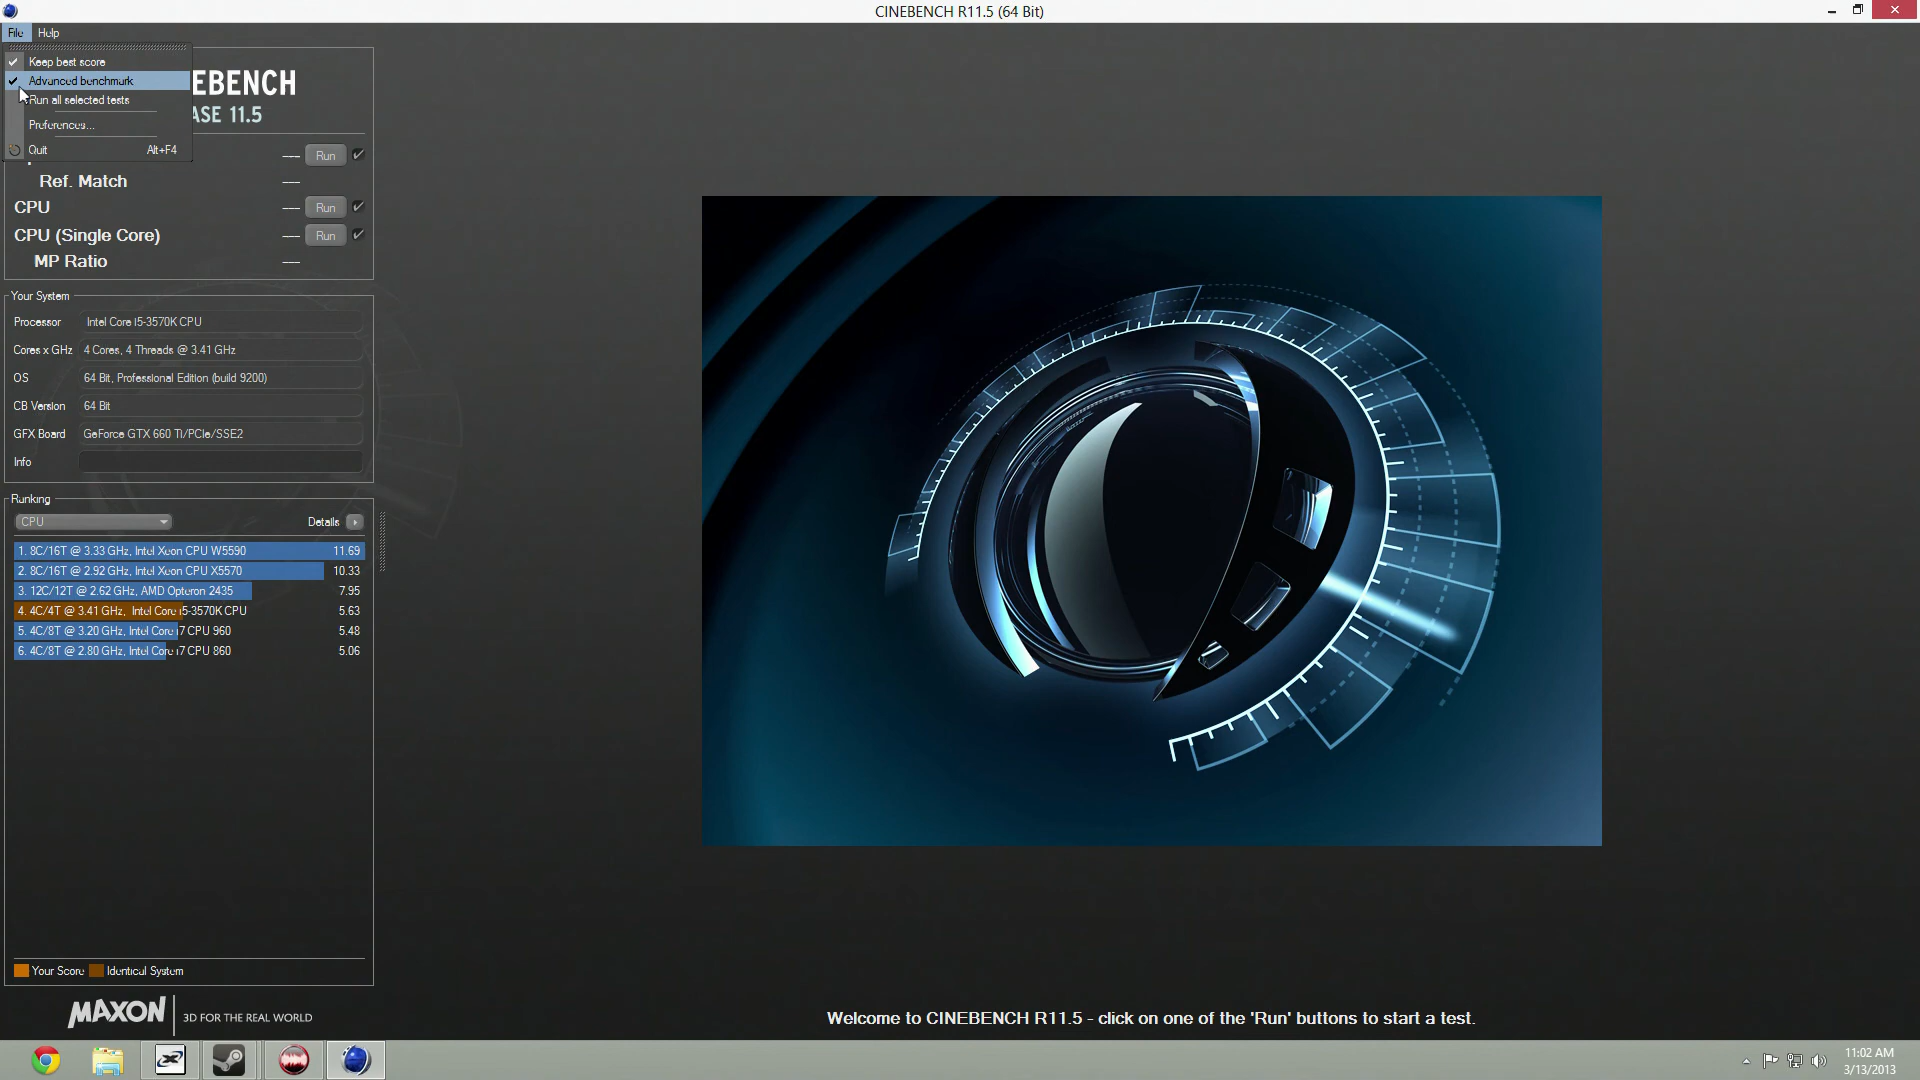 CINEBENCH R11.5 (64 Bit)
File Help
Keep best score
Advanced benchmark
Run all selected tests
Preferences...
Quit Alt+F4
EBENCH
ASE 11.5
--- Run
Ref. Match ---
CPU --- Run
CPU (Single Core) --- Run
MP Ratio ---
Your System
Processor Intel Core i5-3570K CPU
Cores x GHz 4 Cores, 4 Threads @ 3.41 GHz
OS 64 Bit, Professional Edition (build 9200)
CB Version 64 Bit
GFX Board GeForce GTX 660 Ti/PCIe/SSE2
Info
Ranking
CPU Details
1. 8C/16T @ 3.33 GHz, Intel Xeon CPU W5590 11.69
2. 8C/16T @ 2.92 GHz, Intel Xeon CPU X5570 10.33
3. 12C/12T @ 2.62 GHz, AMD Opteron 2435 7.95
4. 4C/4T @ 3.41 GHz, Intel Core i5-3570K CPU 5.63
5. 4C/8T @ 3.20 GHz, Intel Core i7 CPU 960 5.48
6. 4C/8T @ 2.80 GHz, Intel Core i7 CPU 860 5.06
Your Score Identical System
MAXON 3D FOR THE REAL WORLD
Welcome to CINEBENCH R11.5 - click on one of the 'Run' buttons to start a test.
11:02 AM
3/13/2013